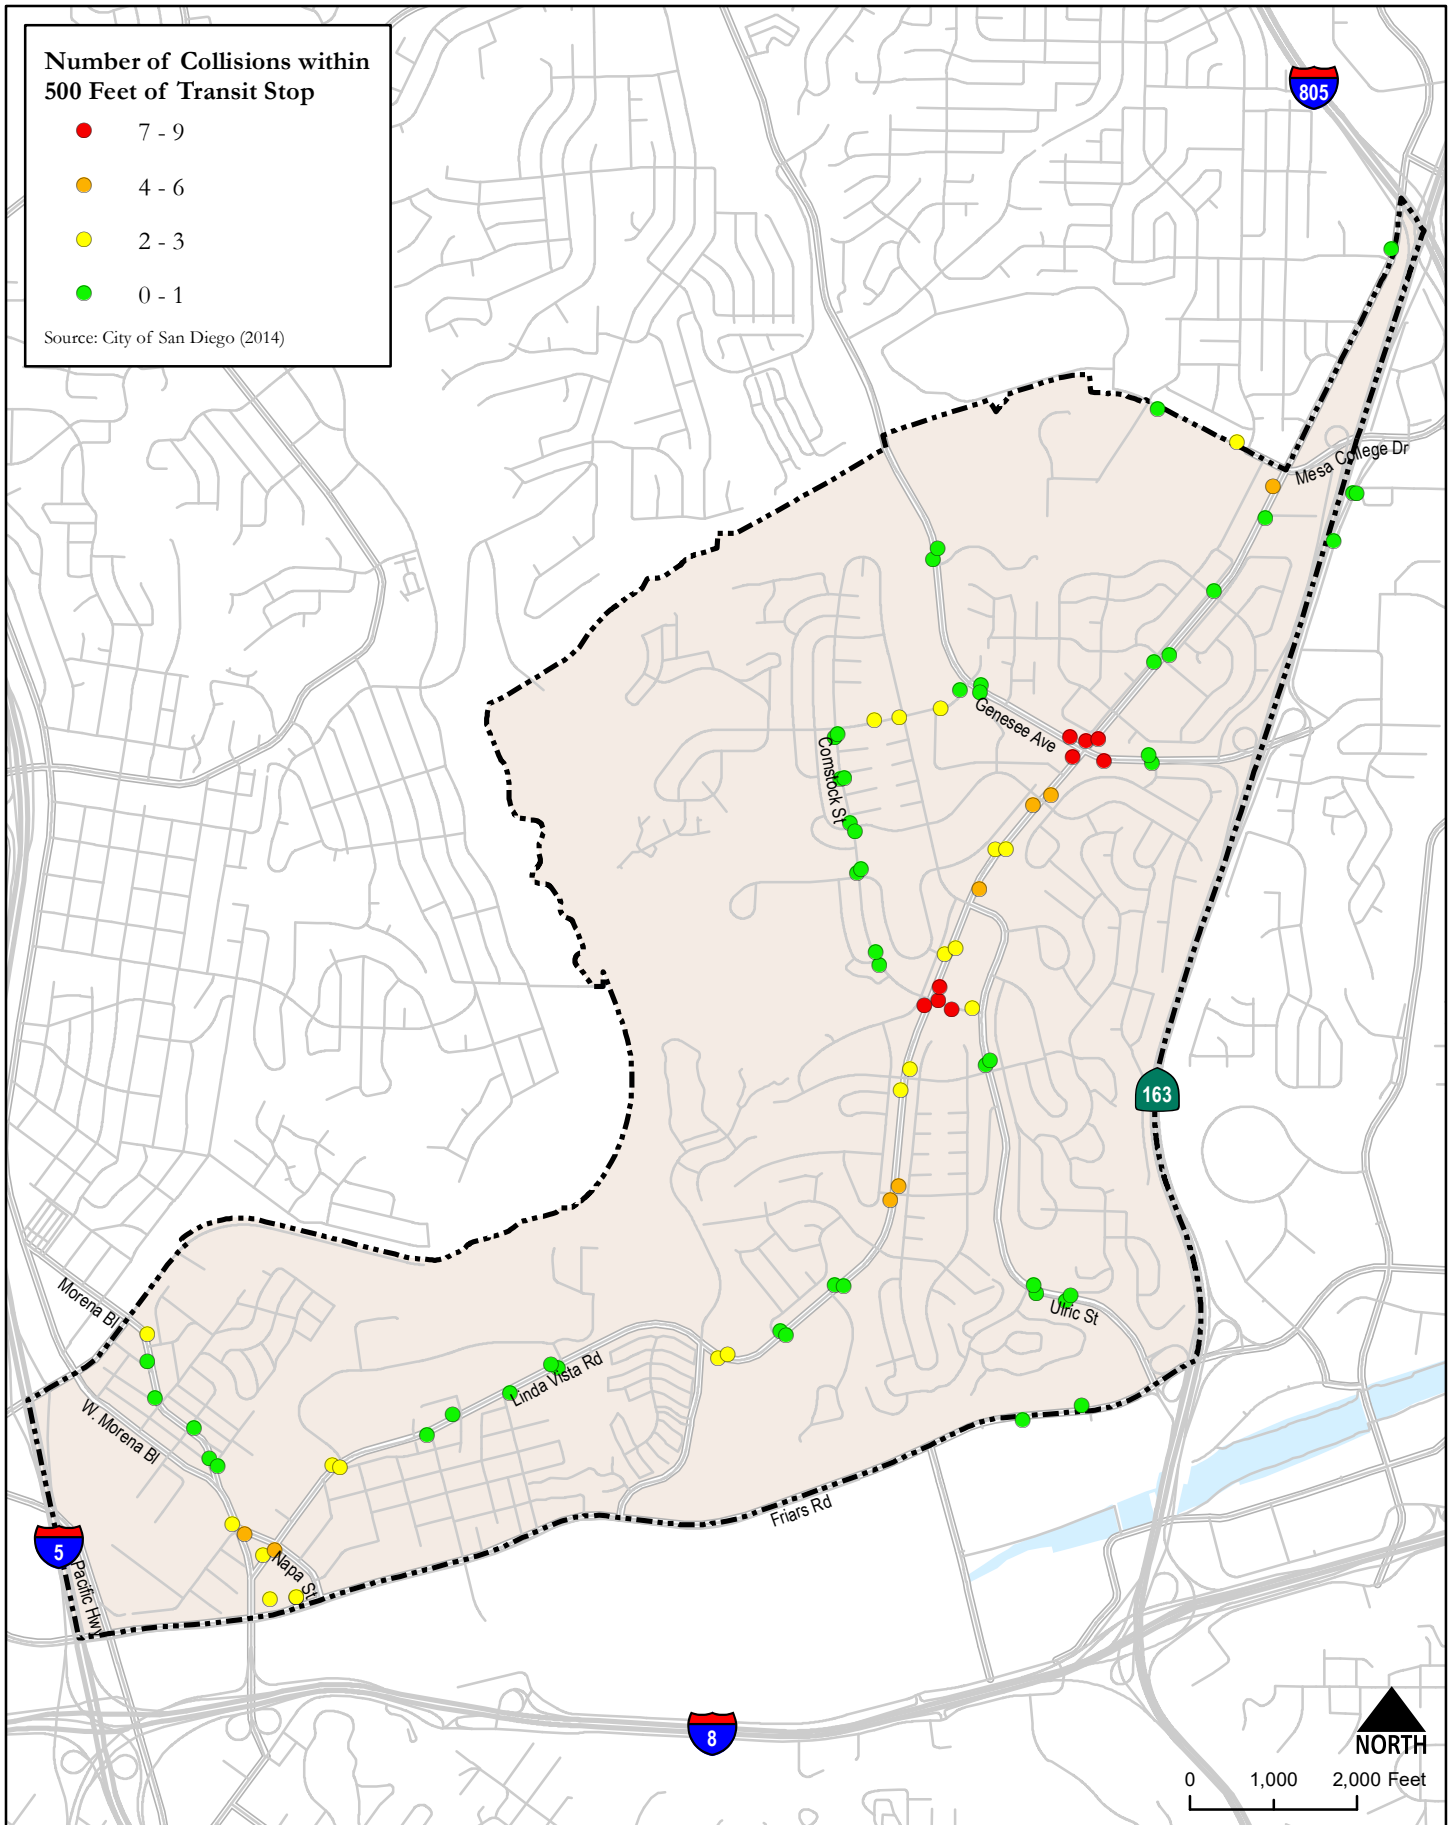 Number of Collisions within
500 Feet of Transit Stop
7 - 9
4 - 6
2 - 3
0 - 1
Source: City of San Diego (2014)
805
Mesa College Dr
Genesee Ave
Comstock St
163
Morena Bl
Ulric St
Linda Vista Rd
W. Morena Bl
Friars Rd
5
Napa St
Pacific Hwy
8
NORTH
0 1,000 2,000 Feet